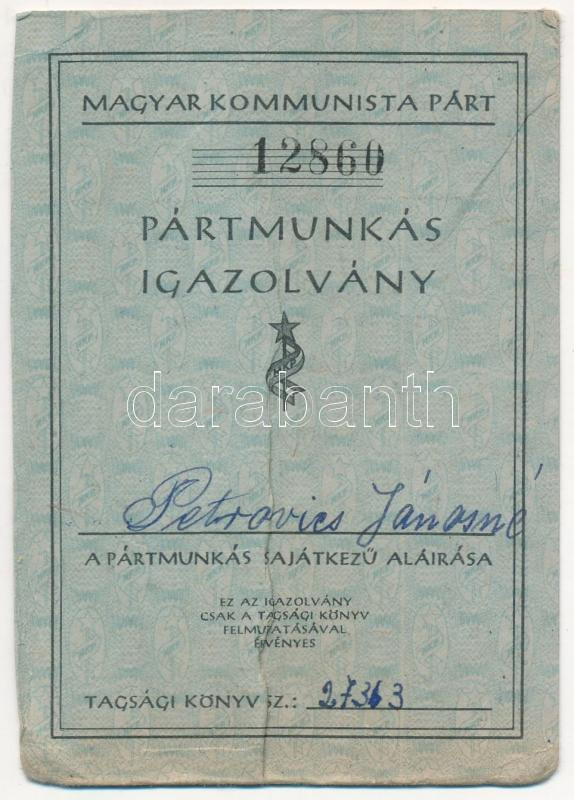 MAGYAR KOMMUNISTA PÁRT
12860
PÁRTMUNKÁS
IGAZOLVÁNY
darabanth
Petrovics Jánosné
A PÁRTMUNKÁS SAJÁTKEZŰ ALÁIRÁSA
EZ AZ IGAZOLVÁNY
CSAK A TAGSÁGI KÖNYV
FELMUTATÁSÁVAL
ÉRVÉNYES
TAGSÁGI KÖNYV SZ.: 27363